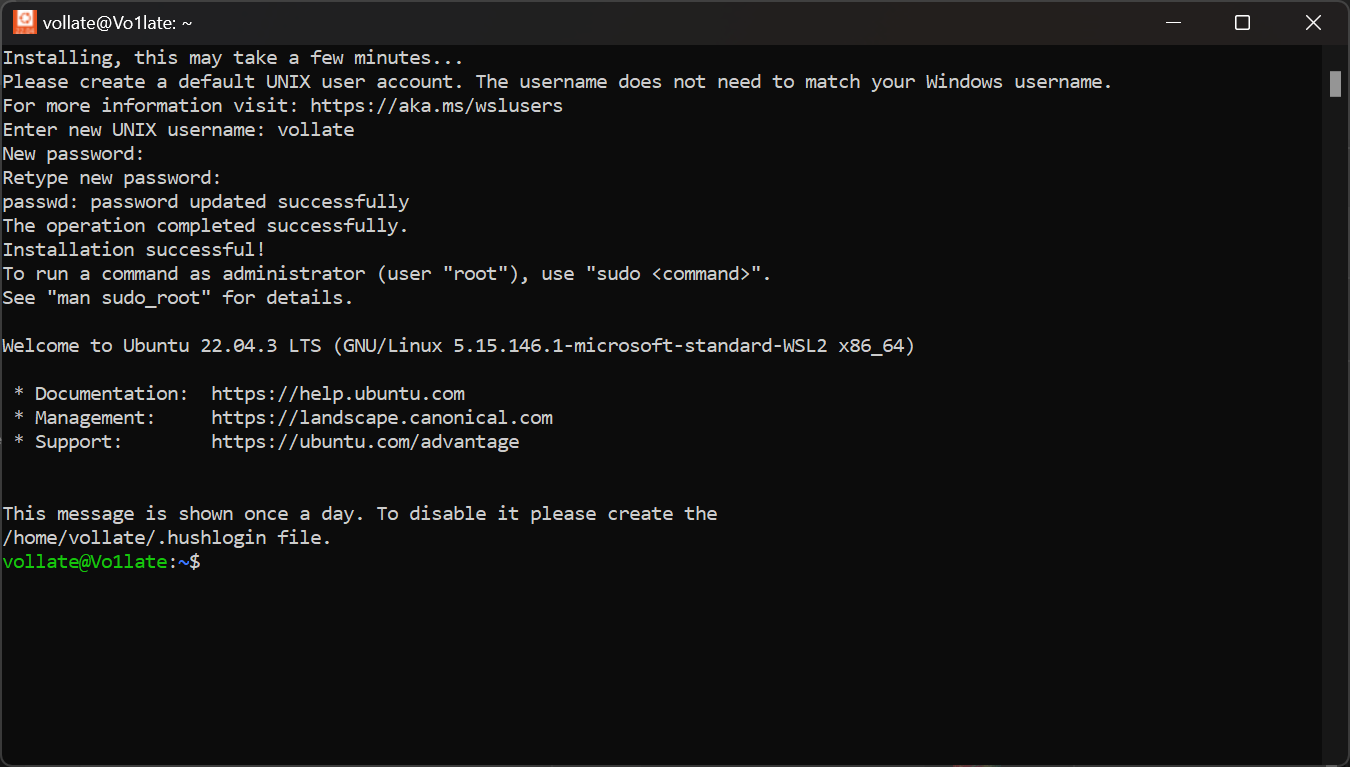 vollate@Vo1late: ~
Installing, this may take a few minutes...
Please create a default UNIX user account. The username does not need to match your Windows username.
For more information visit: https://aka.ms/wslusers
Enter new UNIX username: vollate
New password:
Retype new password:
passwd: password updated successfully
The operation completed successfully.
Installation successful!
To run a command as administrator (user "root"), use "sudo <command>".
See "man sudo_root" for details.
Welcome to Ubuntu 22.04.3 LTS (GNU/Linux 5.15.146.1-microsoft-standard-WSL2 x86_64)
 * Documentation:  https://help.ubuntu.com
 * Management:     https://landscape.canonical.com
 * Support:        https://ubuntu.com/advantage
This message is shown once a day. To disable it please create the
/home/vollate/.hushlogin file.
vollate@Vo1late:~$